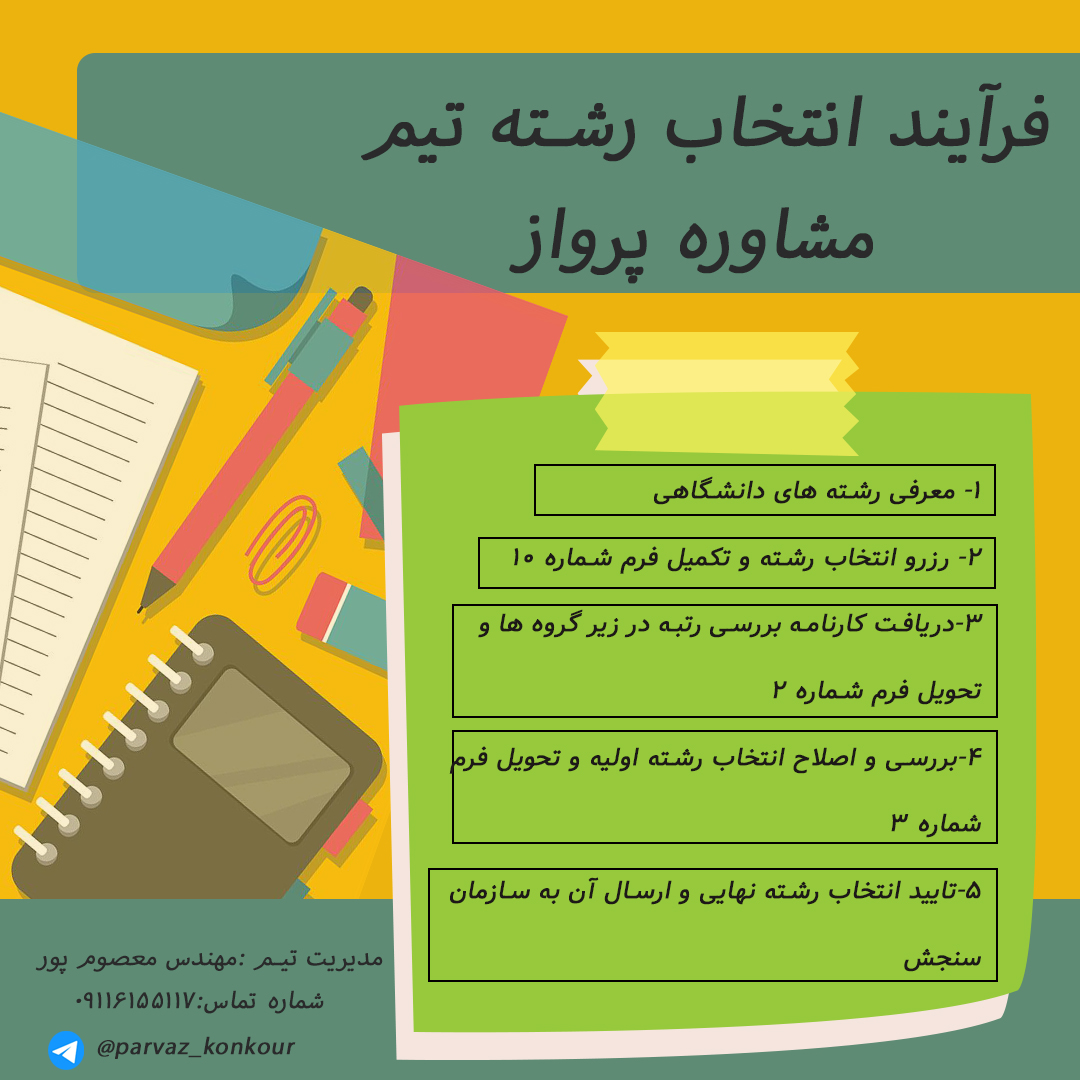 فرآیند انتخاب رشته تیم
مشاوره پرواز
۱- معرفی رشته های دانشگاهی
۲- رزرو انتخاب رشته و تکمیل فرم شماره ۱۰
۳-دریافت کارنامه بررسی رتبه در زیر گروه ها و
تحویل فرم شماره ۲
۴-بررسی و اصلاح انتخاب رشته اولیه و تحویل فرم
شماره ۳
۵-تایید انتخاب رشته نهایی و ارسال آن به سازمان
سنجش
مدیریت تیم :مهندس معصوم پور
شماره تماس:۰۹۱۱۶۱۵۵۱۱۷
@parvaz_konkour